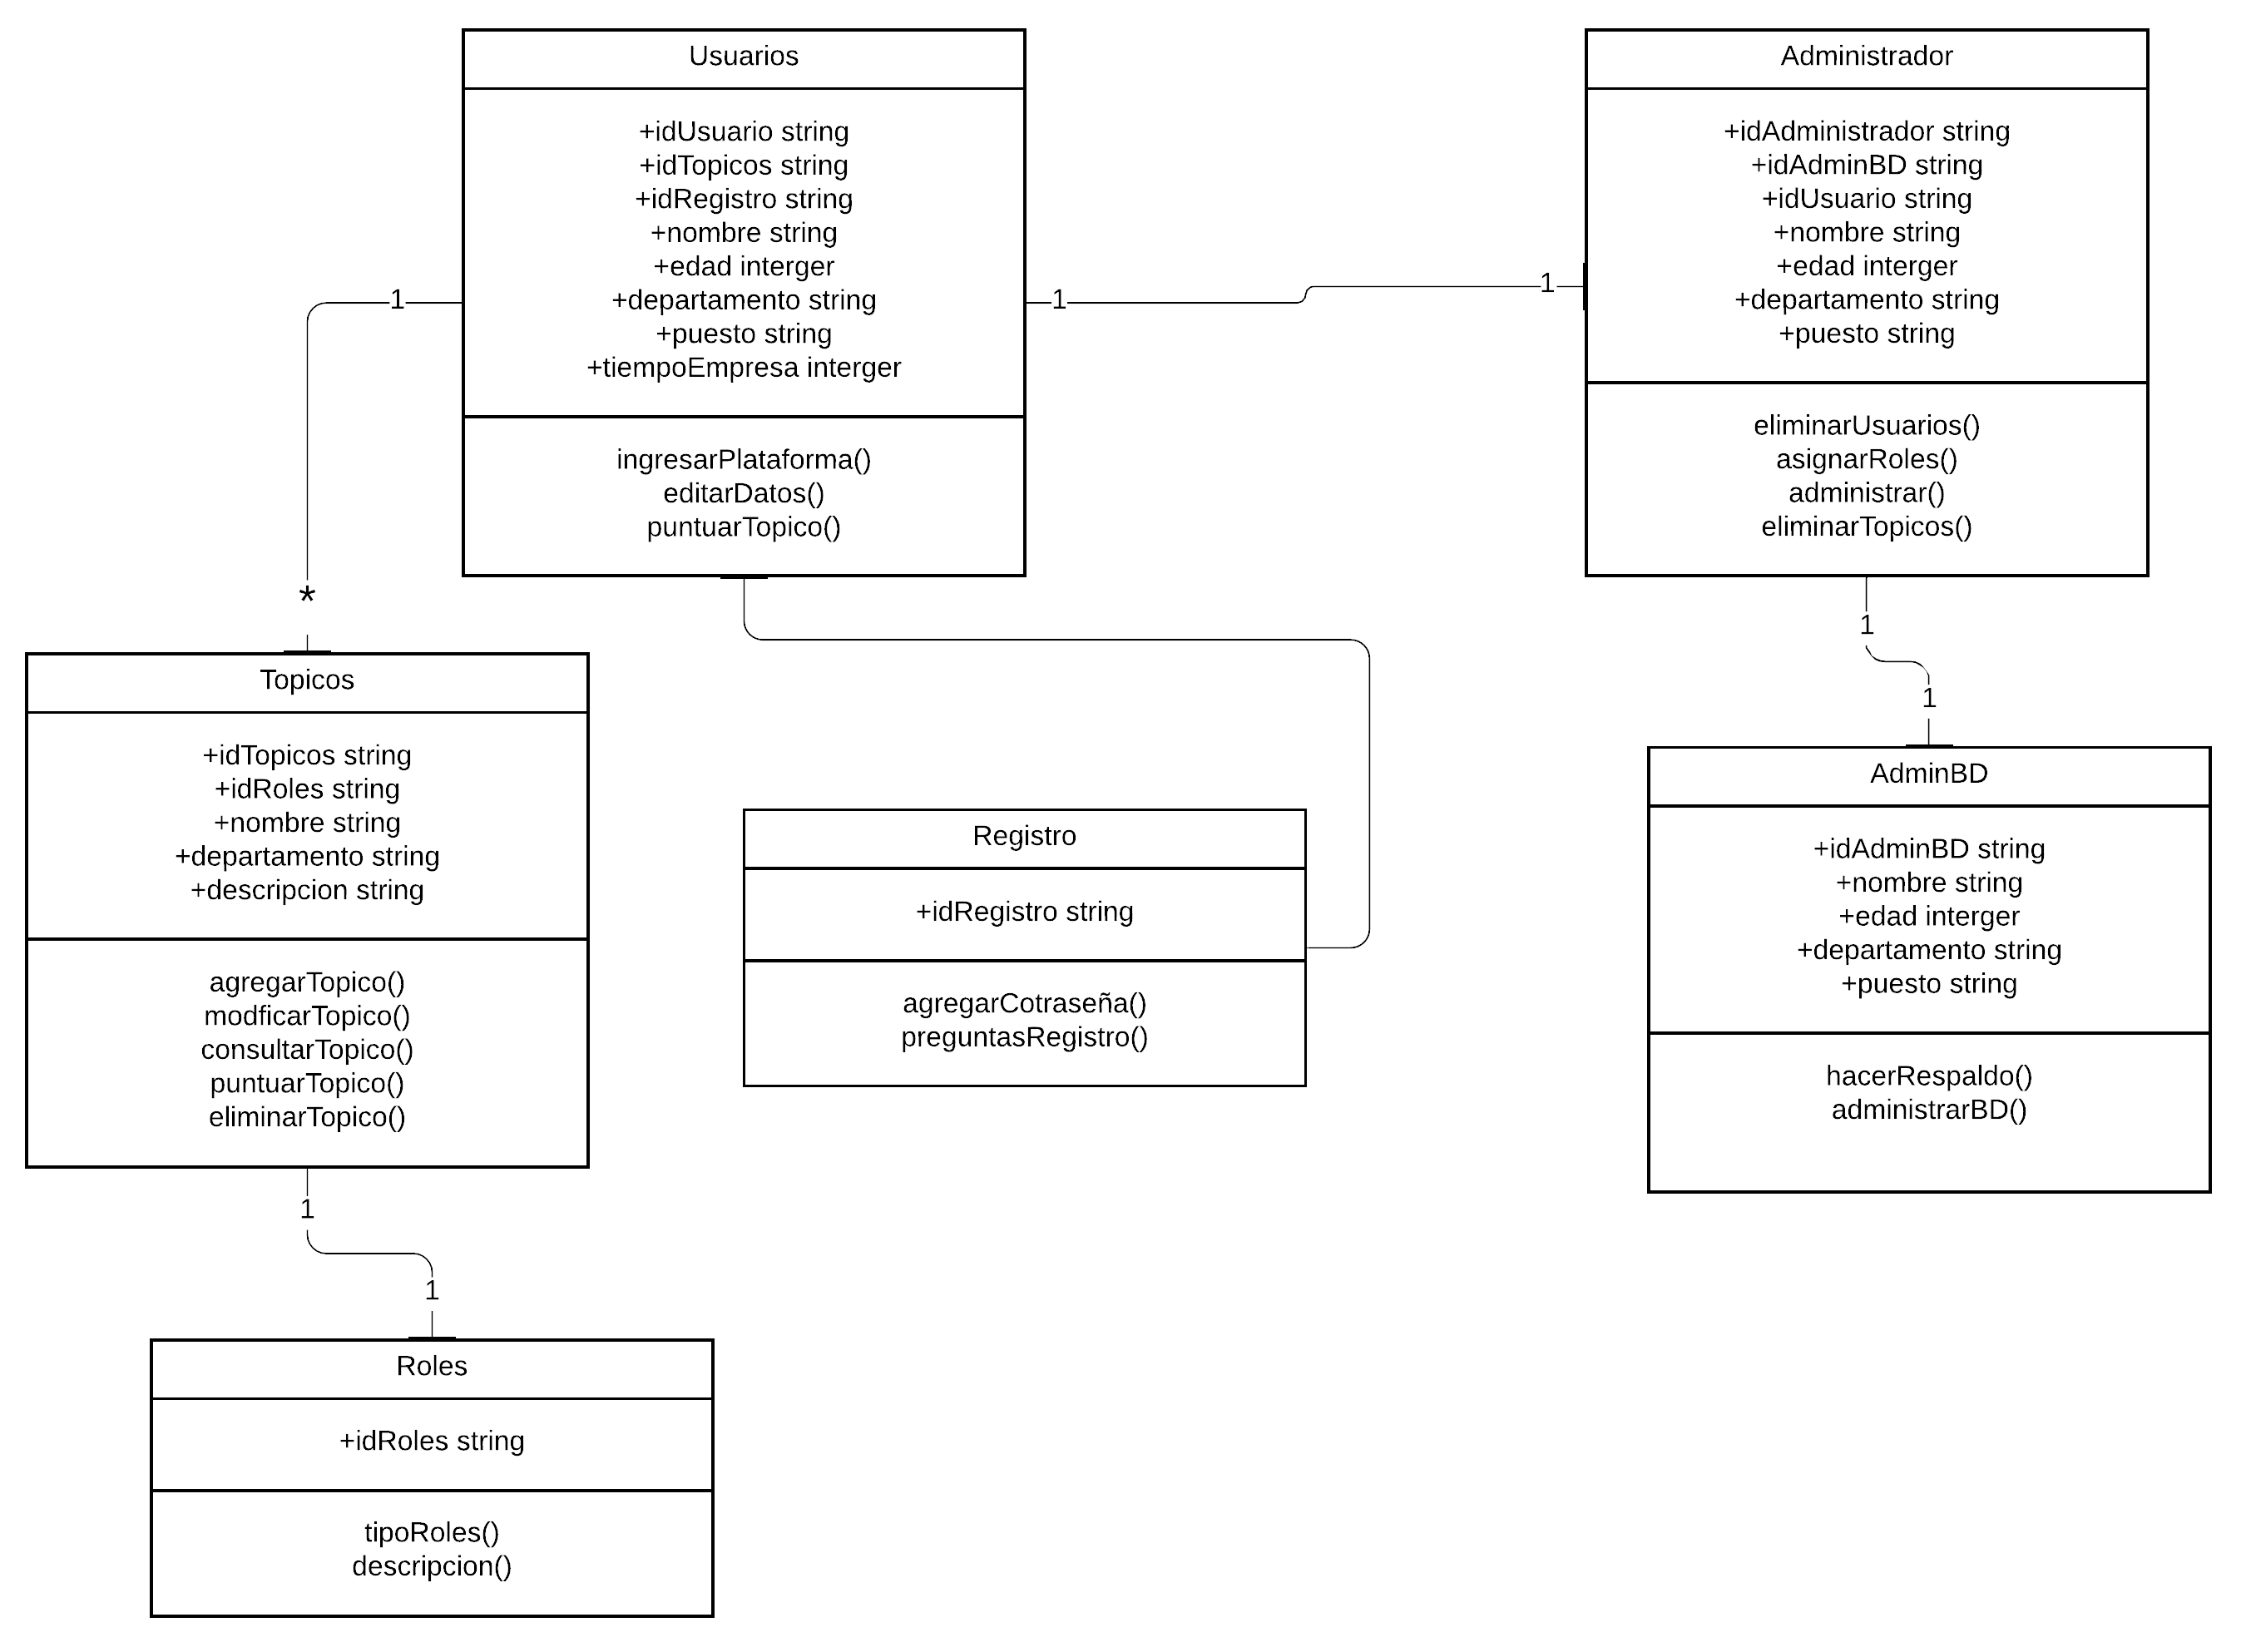 Usuarios
+idUsuario string
+idTopicos string
+idRegistro string
+nombre string
+edad interger
+departamento string
+puesto string
+tiempoEmpresa interger
ingresarPlataforma()
editarDatos()
puntuarTopico()
Administrador
+idAdministrador string
+idAdminBD string
+idUsuario string
+nombre string
+edad interger
+departamento string
+puesto string
eliminarUsuarios()
asignarRoles()
administrar()
eliminarTopicos()
1
1
1
*
1
1
Topicos
+idTopicos string
+idRoles string
+nombre string
+departamento string
+descripcion string
agregarTopico()
modficarTopico()
consultarTopico()
puntuarTopico()
eliminarTopico()
Registro
+idRegistro string
agregarCotraseña()
preguntasRegistro()
AdminBD
+idAdminBD string
+nombre string
+edad interger
+departamento string
+puesto string
hacerRespaldo()
administrarBD()
1
1
Roles
+idRoles string
tipoRoles()
descripcion()